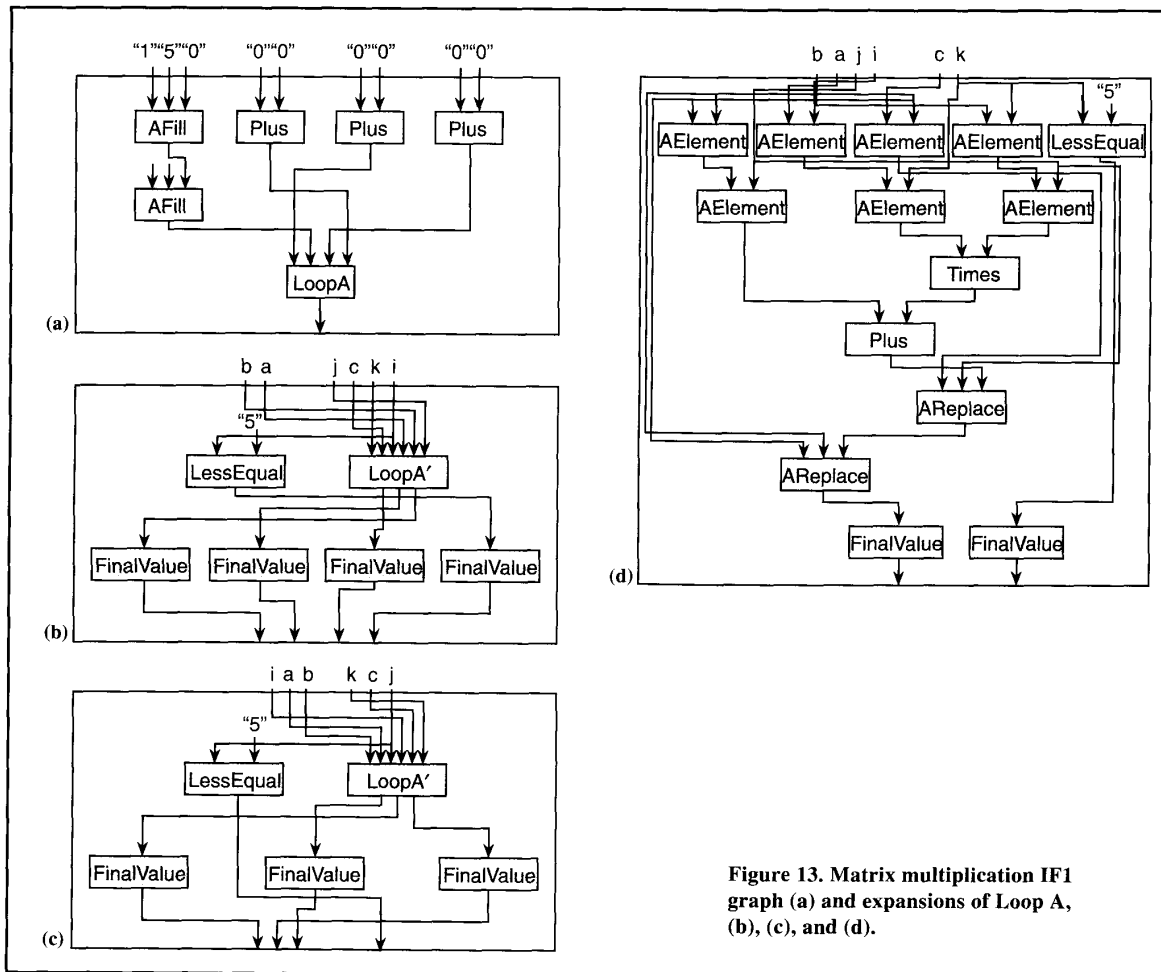 “1”“5”“0” “0”“0” “0”“0” “0”“0”
AFill Plus Plus Plus
AFill
LoopA
(a)
b a j c k i
“5”
LessEqual LoopA′
FinalValue FinalValue FinalValue FinalValue
(b)
i a b k c j
“5”
LessEqual LoopA′
FinalValue FinalValue FinalValue
(c)
b a j i c k
“5”
AElement AElement AElement AElement LessEqual
AElement AElement AElement
Times
Plus
AReplace
AReplace
FinalValue FinalValue
(d)
Figure 13. Matrix multiplication IF1
graph (a) and expansions of Loop A,
(b), (c), and (d).